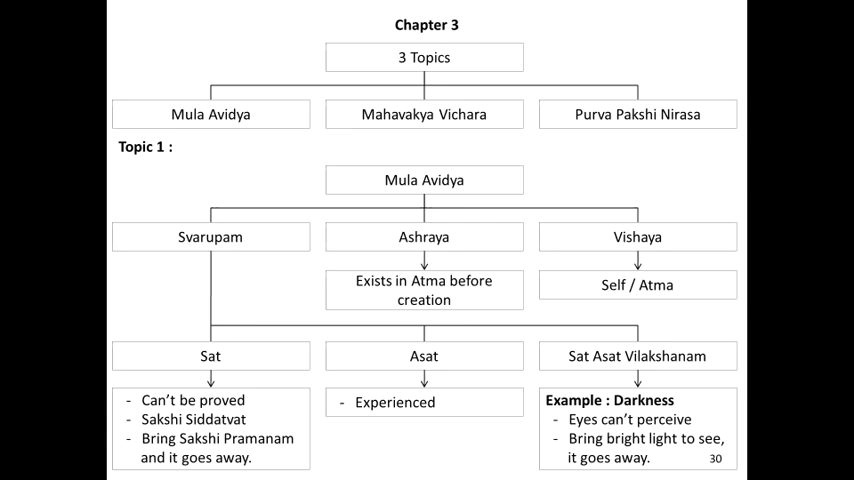 Chapter 3
3 Topics
Mula Avidya
Mahavakya Vichara
Purva Pakshi Nirasa
Topic 1 :
Mula Avidya
Svarupam
Ashraya
Vishaya
Exists in Atma before
creation
Self / Atma
Sat
Asat
Sat Asat Vilakshanam
- Can’t be proved
- Sakshi Siddatvat
- Bring Sakshi Pramanam
and it goes away.
- Experienced
Example : Darkness
- Eyes can’t perceive
- Bring bright light to see,
it goes away.
30